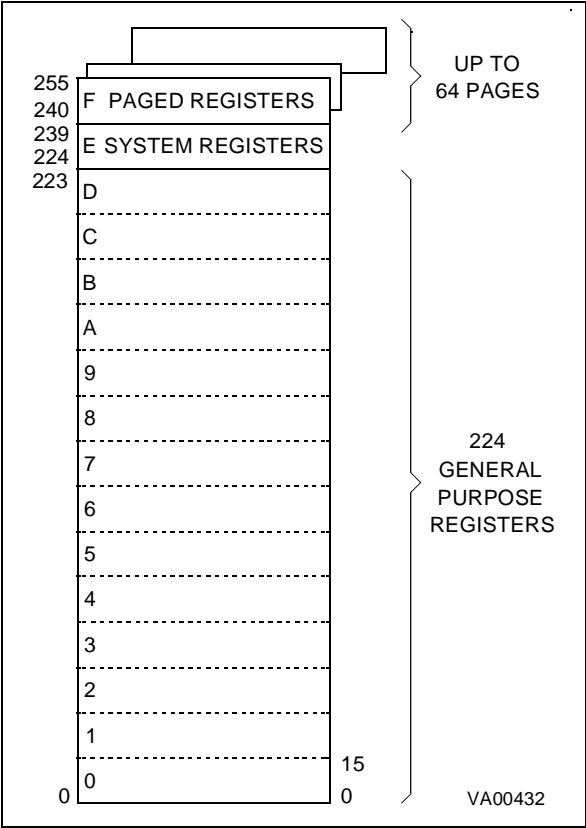 UP TO
64 PAGES
255
240
F PAGED REGISTERS
239
224
E SYSTEM REGISTERS
223
D
C
B
A
9
8
7
6
5
4
3
2
1
0
224
GENERAL
PURPOSE
REGISTERS
15
0
0
VA00432